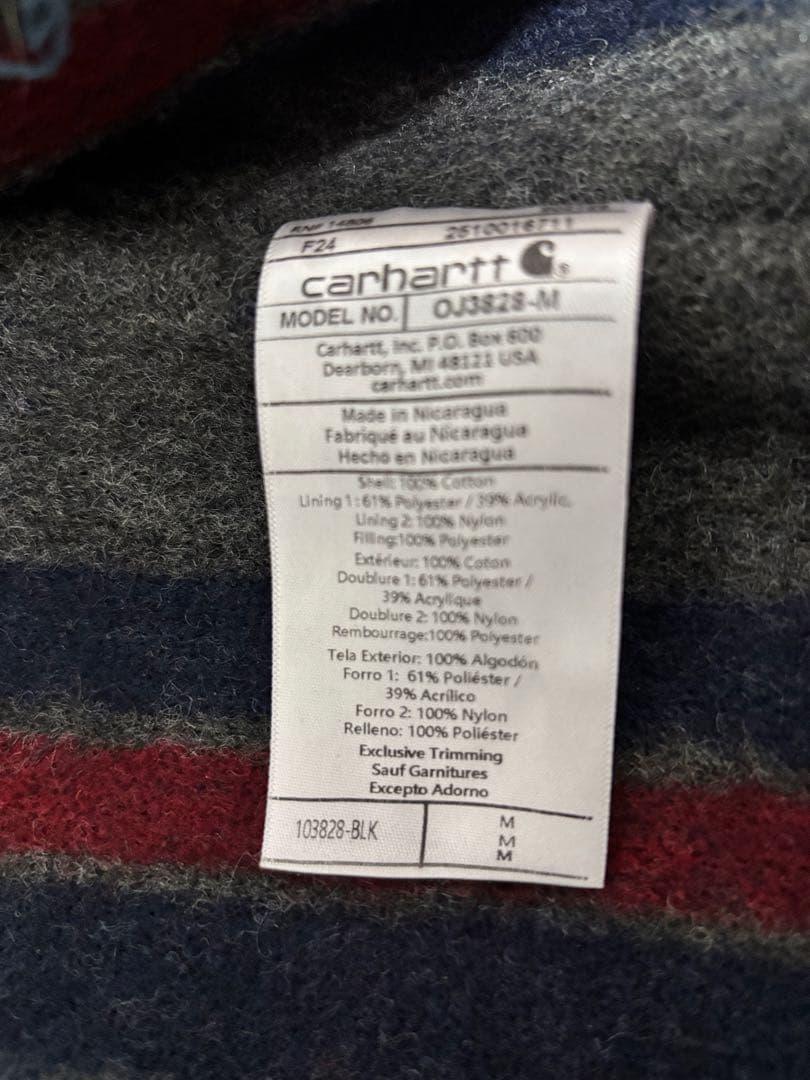 RN# 14806
F24 2510016711
carhartt
MODEL NO. OJ3828-M
Carhartt, Inc. P.O. Box 600
Dearborn, MI 48121 USA
carhartt.com
Made in Nicaragua
Fabriqué au Nicaragua
Hecho en Nicaragua
Shell: 100% Cotton
Lining 1:61% Polyester / 39% Acrylic.
Lining 2: 100% Nylon
Filling:100% Polyester
Extérieur: 100% Coton
Doublure 1: 61% Polyester /
39% Acrylique
Doublure 2: 100% Nylon
Rembourrage:100% Polyester
Tela Exterior: 100% Algodón
Forro 1: 61% Poliéster /
39% Acrílico
Forro 2: 100% Nylon
Relleno: 100% Poliéster
Exclusive Trimming
Sauf Garnitures
Excepto Adorno
103828-BLK M
M
M